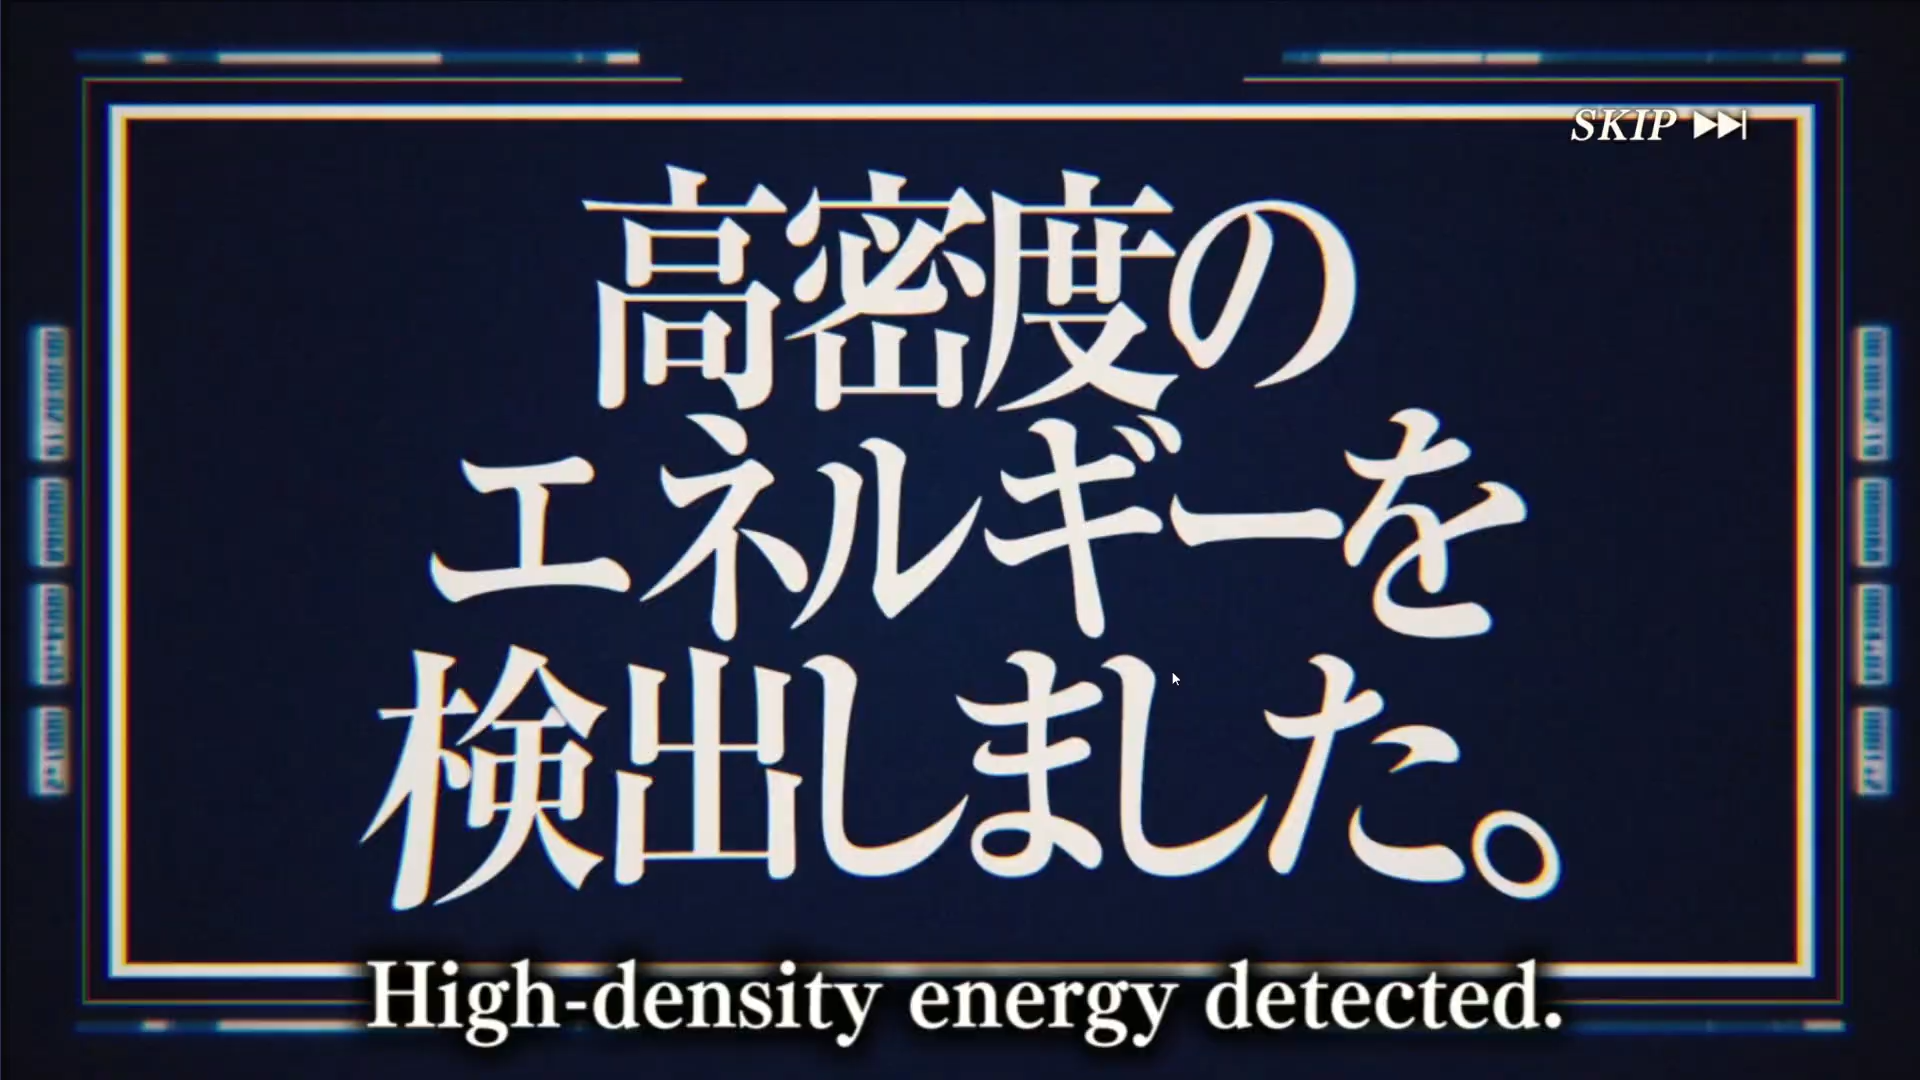 SKIP
高密度の
エネルギーを
検出しました。
High-density energy detected.